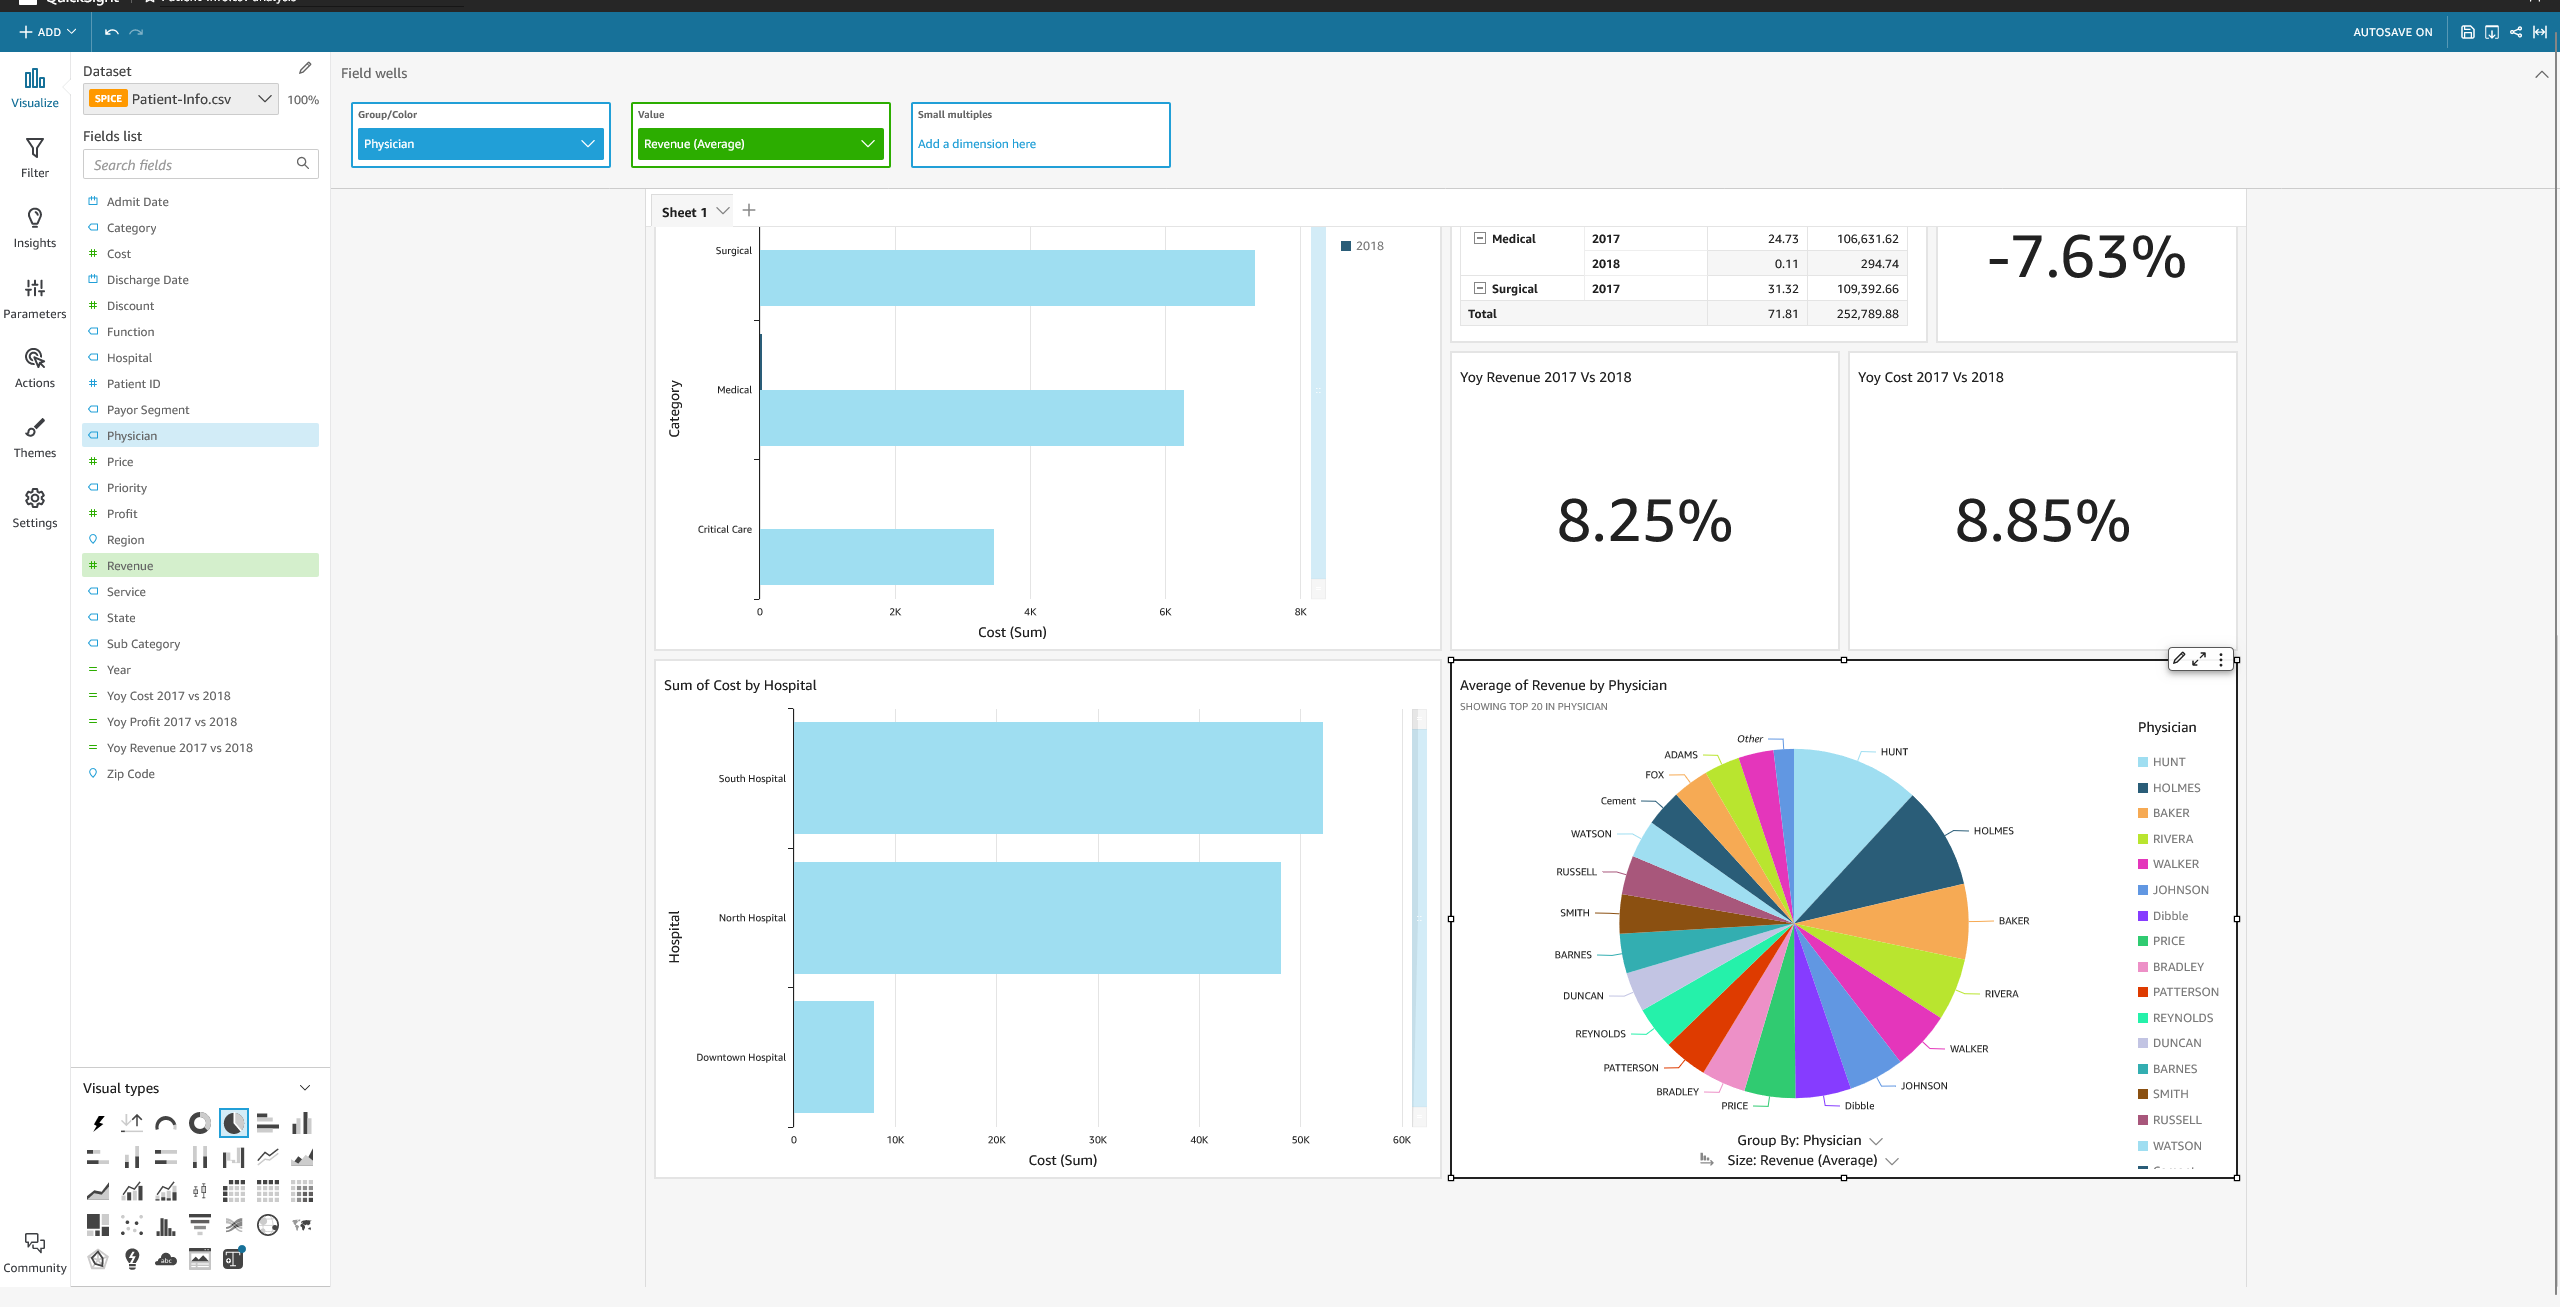 ADD
AUTOSAVE ON
Visualize
Filter
Insights
Parameters
Actions
Themes
Settings
Community
Dataset
SPICE Patient-Info.csv 100%
Fields list
Search fields
Admit Date
Category
Cost
Discharge Date
Discount
Function
Hospital
Patient ID
Payor Segment
Physician
Price
Priority
Profit
Region
Revenue
Service
State
Sub Category
Year
Yoy Cost 2017 vs 2018
Yoy Profit 2017 vs 2018
Yoy Revenue 2017 vs 2018
Zip Code
Visual types
Field wells
Group/Color
Physician
Value
Revenue (Average)
Small multiples
Add a dimension here
Sheet 1
Category
Surgical
Medical
Critical Care
0 2K 4K 6K 8K
Cost (Sum)
2018
Medical 2017 24.73 106,631.62
2018 0.11 294.74
Surgical 2017 31.32 109,392.66
Total 71.81 252,789.88
-7.63%
Yoy Revenue 2017 Vs 2018
8.25%
Yoy Cost 2017 Vs 2018
8.85%
Sum of Cost by Hospital
Hospital
South Hospital
North Hospital
Downtown Hospital
0 10K 20K 30K 40K 50K 60K
Cost (Sum)
Average of Revenue by Physician
SHOWING TOP 20 IN PHYSICIAN
HUNT
HOLMES
BAKER
RIVERA
WALKER
JOHNSON
Dibble
PRICE
BRADLEY
PATTERSON
REYNOLDS
DUNCAN
BARNES
SMITH
RUSSELL
WATSON
Cement
FOX
ADAMS
Other
Group By: Physician
Size: Revenue (Average)
Physician
HUNT
HOLMES
BAKER
RIVERA
WALKER
JOHNSON
Dibble
PRICE
BRADLEY
PATTERSON
REYNOLDS
DUNCAN
BARNES
SMITH
RUSSELL
WATSON